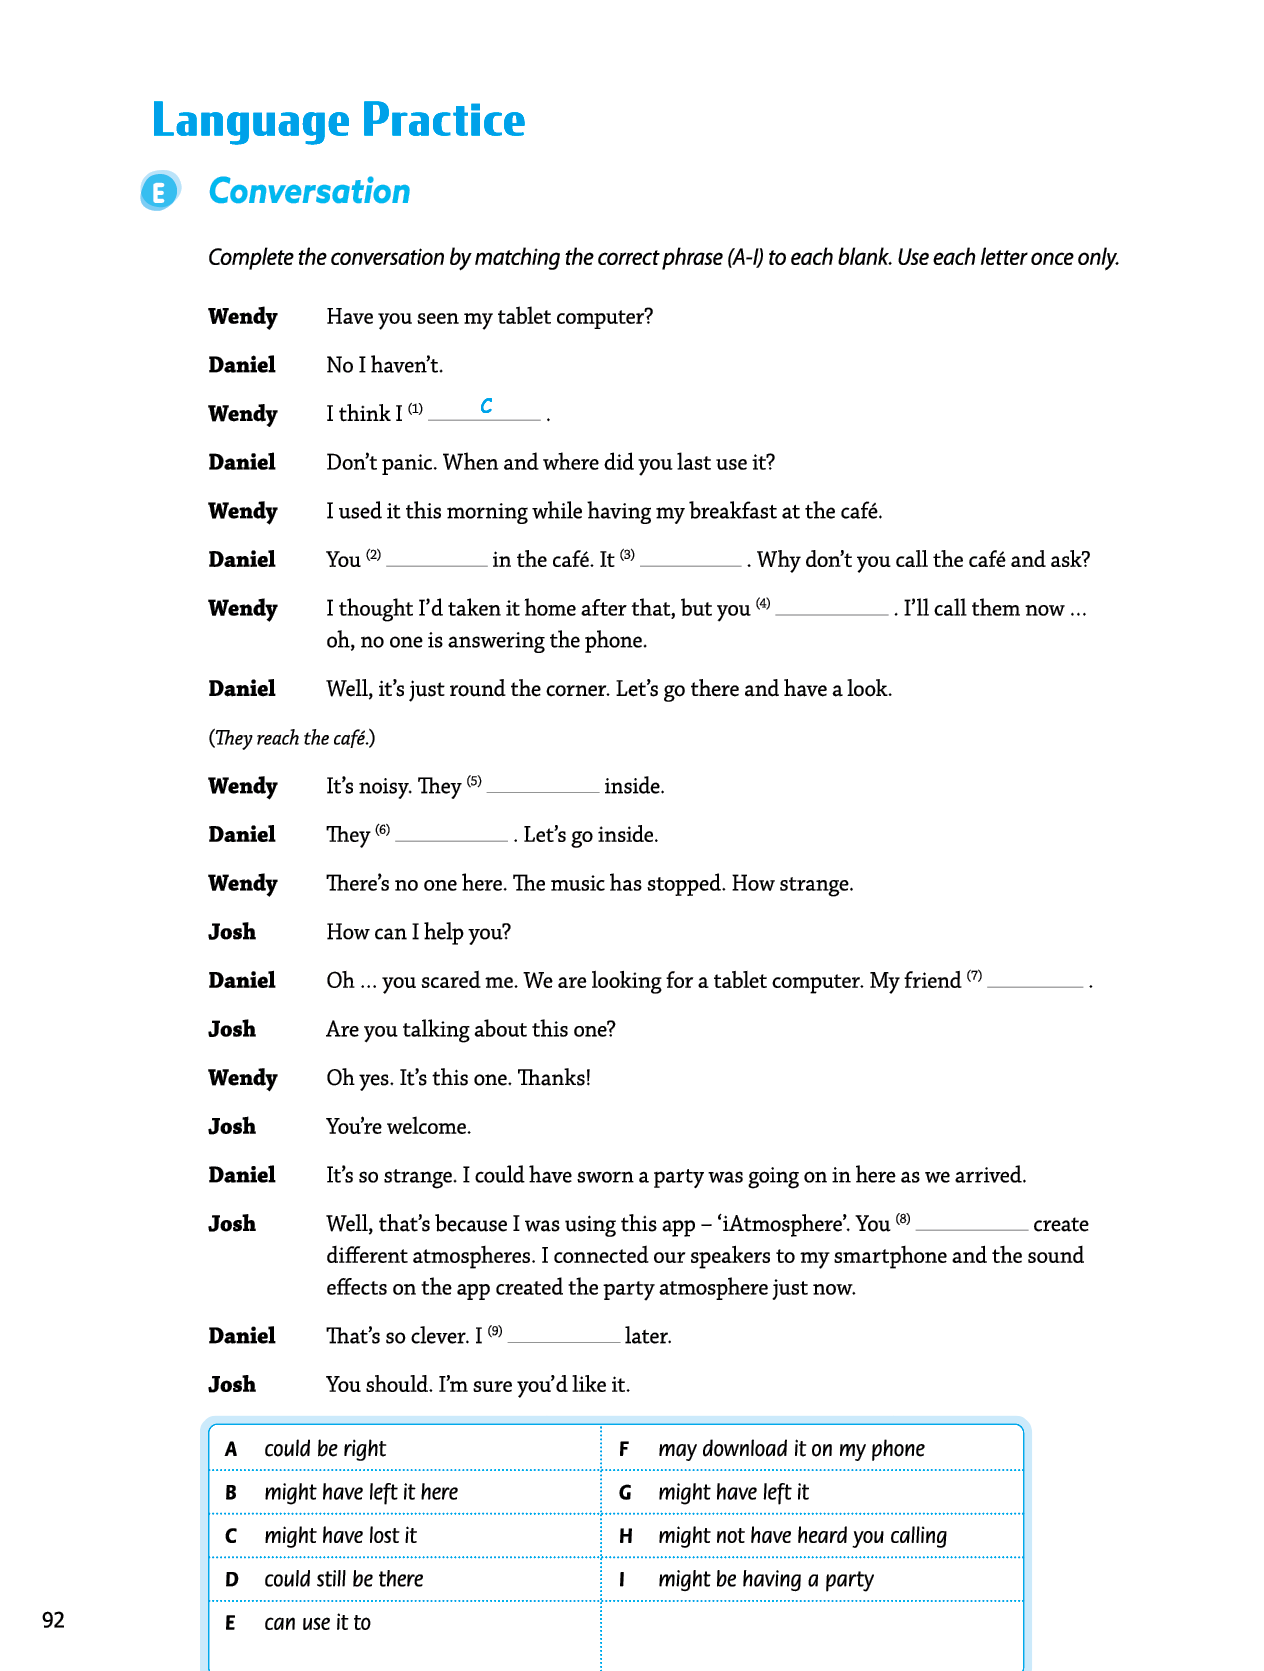 Language Practice
E Conversation
Complete the conversation by matching the correct phrase (A-I) to each blank. Use each letter once only.
Wendy Have you seen my tablet computer?
Daniel No I haven't.
Wendy I think I (1) C .
Daniel Don't panic. When and where did you last use it?
Wendy I used it this morning while having my breakfast at the café.
Daniel You (2) ________ in the café. It (3) ________ . Why don't you call the café and ask?
Wendy I thought I'd taken it home after that, but you (4) ________ . I'll call them now …
oh, no one is answering the phone.
Daniel Well, it's just round the corner. Let's go there and have a look.
(They reach the café.)
Wendy It's noisy. They (5) ________ inside.
Daniel They (6) ________ . Let's go inside.
Wendy There's no one here. The music has stopped. How strange.
Josh How can I help you?
Daniel Oh … you scared me. We are looking for a tablet computer. My friend (7) ________ .
Josh Are you talking about this one?
Wendy Oh yes. It's this one. Thanks!
Josh You're welcome.
Daniel It's so strange. I could have sworn a party was going on in here as we arrived.
Josh Well, that's because I was using this app – 'iAtmosphere'. You (8) ________ create
different atmospheres. I connected our speakers to my smartphone and the sound
effects on the app created the party atmosphere just now.
Daniel That's so clever. I (9) ________ later.
Josh You should. I'm sure you'd like it.
A could be right F may download it on my phone
B might have left it here G might have left it
C might have lost it H might not have heard you calling
D could still be there I might be having a party
E can use it to
92